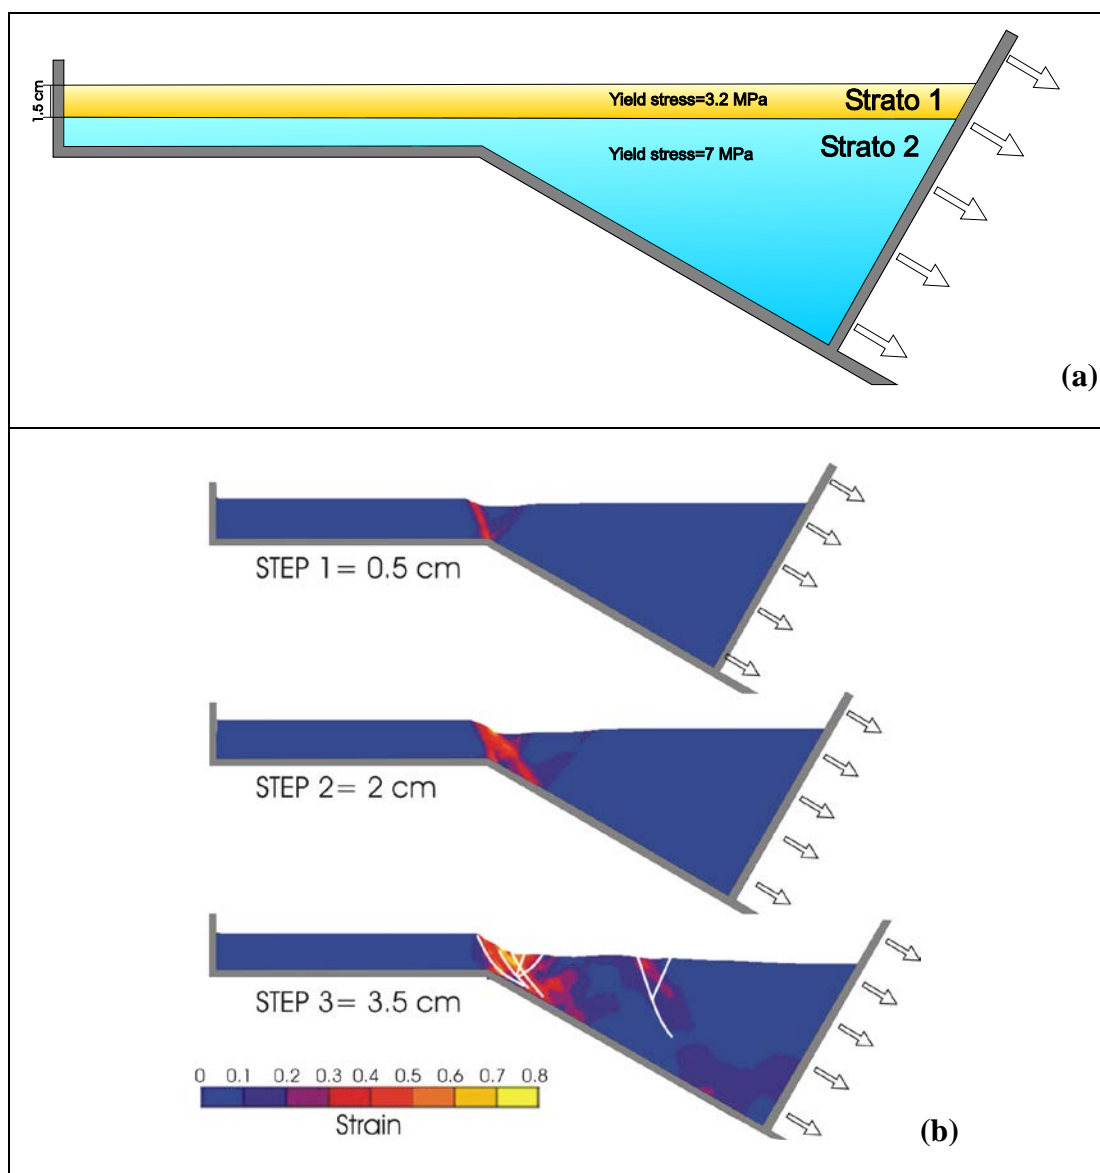 1.5 cm
Yield stress=3.2 MPa
Strato 1
Yield stress=7 MPa
Strato 2
(a)
STEP 1= 0.5 cm
STEP 2= 2 cm
STEP 3= 3.5 cm
0 0.1 0.2 0.3 0.4 0.5 0.6 0.7 0.8
Strain
(b)